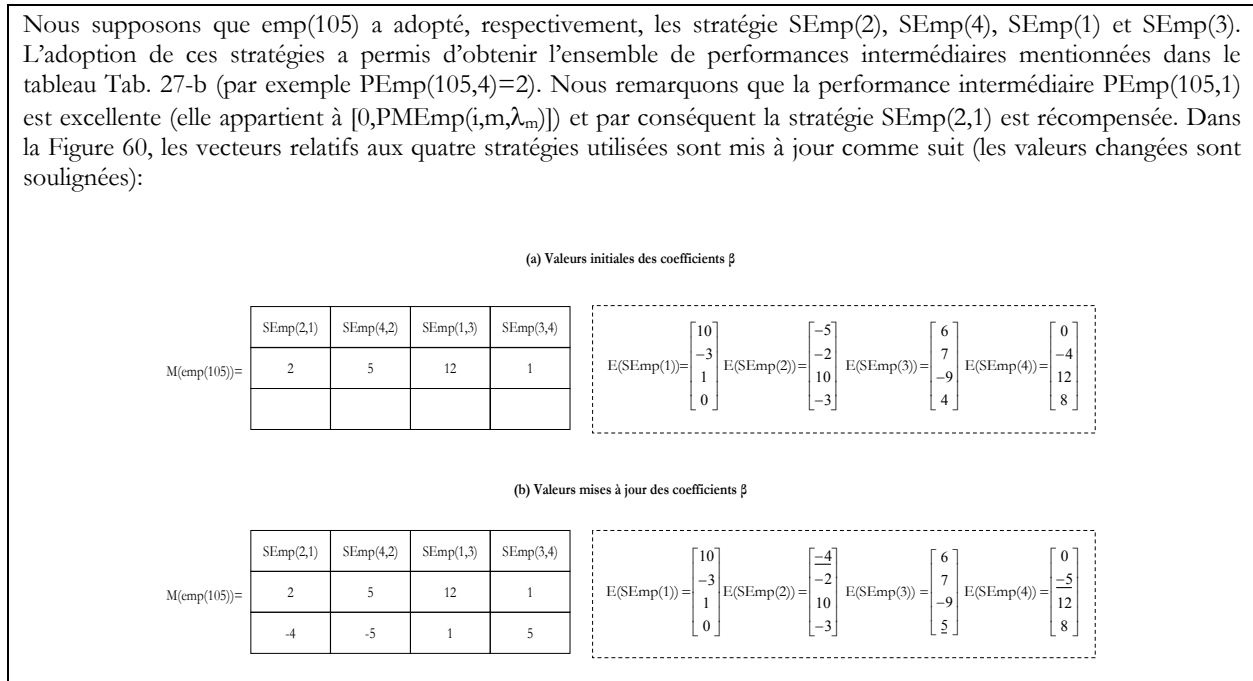 Nous supposons que emp(105) a adopté, respectivement, les stratégie SEmp(2), SEmp(4), SEmp(1) et SEmp(3).
L'adoption de ces stratégies a permis d'obtenir l'ensemble de performances intermédiaires mentionnées dans le
tableau Tab. 27-b (par exemple PEmp(105,4)=2). Nous remarquons que la performance intermédiaire PEmp(105,1)
est excellente (elle appartient à [0,PMEmp(i,m,λm)]) et par conséquent la stratégie SEmp(2,1) est récompensée. Dans
la Figure 60, les vecteurs relatifs aux quatre stratégies utilisées sont mis à jour comme suit (les valeurs changées sont
soulignées):
(a) Valeurs initiales des coefficients β
SEmp(2,1) SEmp(4,2) SEmp(1,3) SEmp(3,4)
M(emp(105))= 2 5 12 1
E(SEmp(1))= [10 −3 1 0] E(SEmp(2))= [−5 −2 10 −3] E(SEmp(3))= [6 7 −9 4] E(SEmp(4))= [0 −4 12 8]
(b) Valeurs mises à jour des coefficients β
SEmp(2,1) SEmp(4,2) SEmp(1,3) SEmp(3,4)
M(emp(105))= 2 5 12 1
-4 -5 1 5
E(SEmp(1)) = [10 −3 1 0] E(SEmp(2))= [−4 −2 10 −3] E(SEmp(3)) = [6 7 −9 5] E(SEmp(4))= [0 −5 12 8]